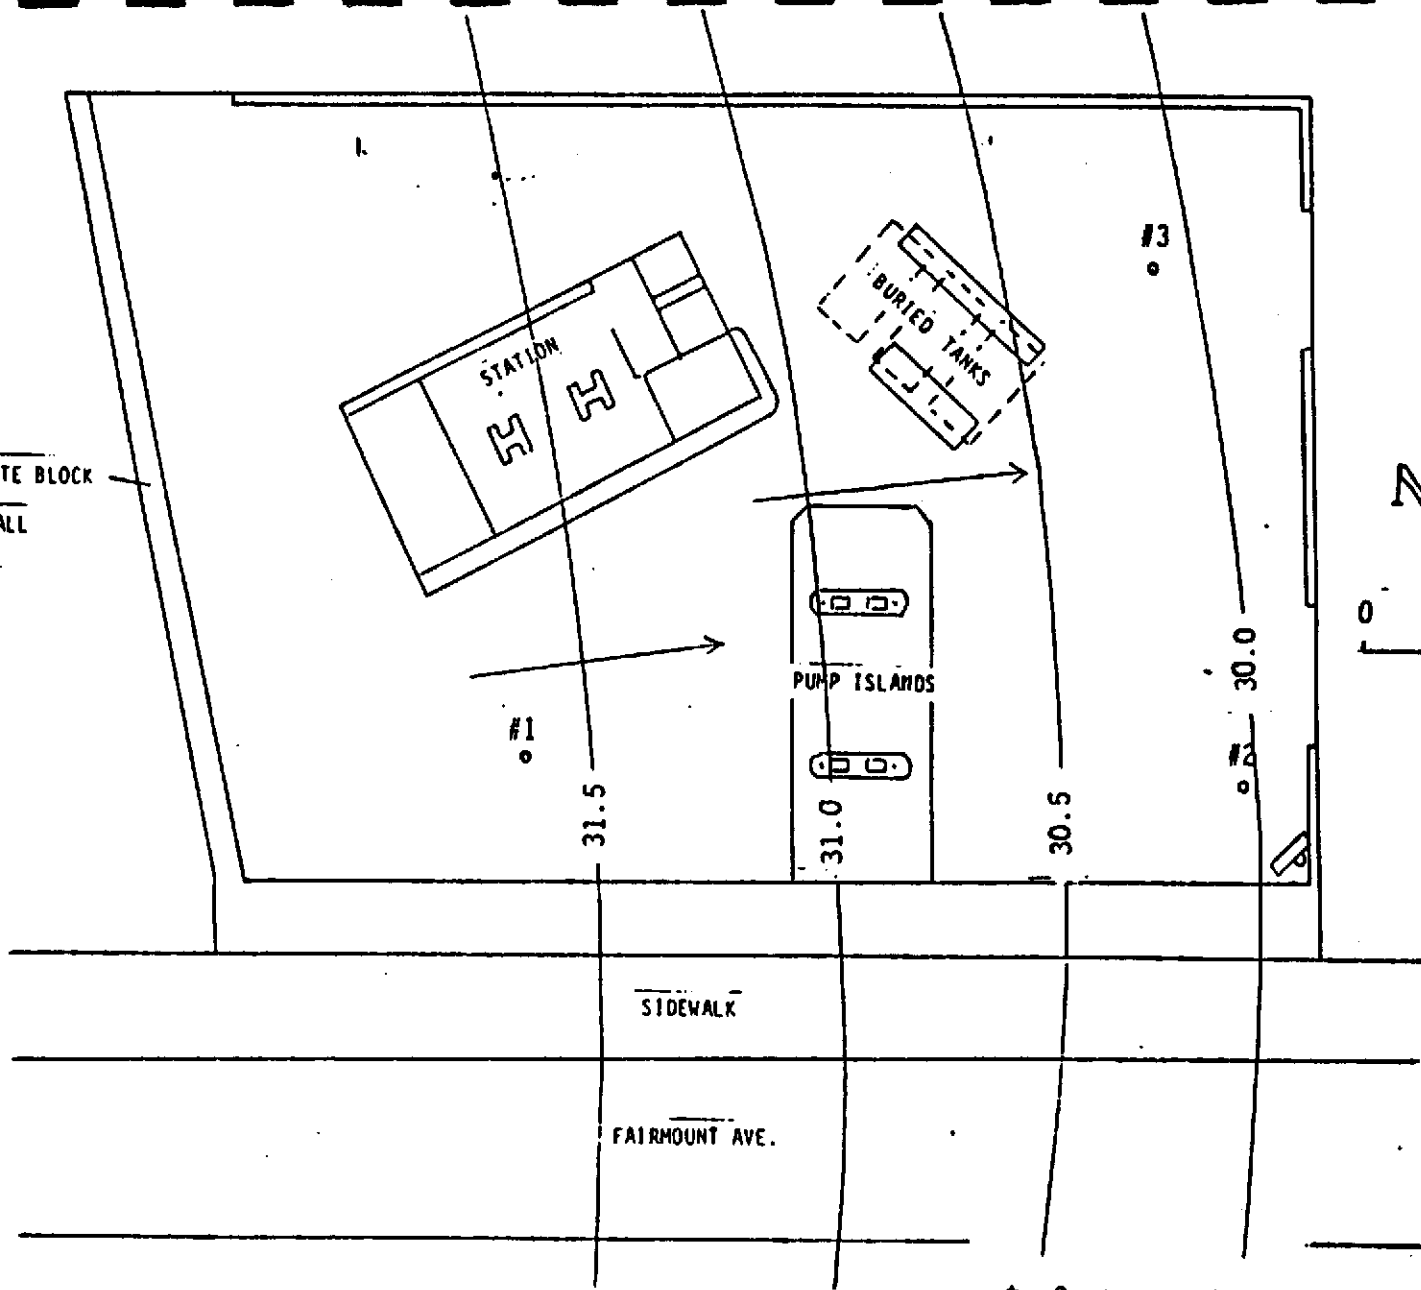 #3
BURIED TANKS
STATION
TE BLOCK
ALL
N
0
30.0
PUMP ISLANDS
#1
#2
31.5
31.0
30.5
SIDEWALK
FAIRMOUNT AVE.